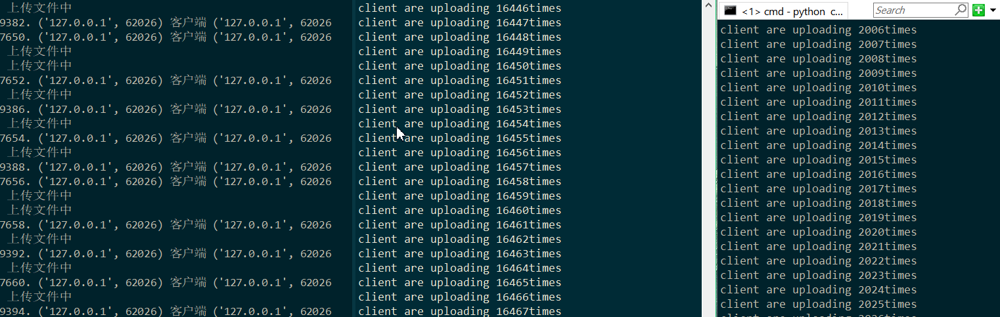 上传文件中
9382. ('127.0.0.1', 62026) 客户端 ('127.0.0.1', 62026
7650. ('127.0.0.1', 62026) 客户端 ('127.0.0.1', 62026
上传文件中
上传文件中
7652. ('127.0.0.1', 62026) 客户端 ('127.0.0.1', 62026
上传文件中
9386. ('127.0.0.1', 62026) 客户端 ('127.0.0.1', 62026
上传文件中
7654. ('127.0.0.1', 62026) 客户端 ('127.0.0.1', 62026
上传文件中
9388. ('127.0.0.1', 62026) 客户端 ('127.0.0.1', 62026
7656. ('127.0.0.1', 62026) 客户端 ('127.0.0.1', 62026
上传文件中
上传文件中
7658. ('127.0.0.1', 62026) 客户端 ('127.0.0.1', 62026
上传文件中
9392. ('127.0.0.1', 62026) 客户端 ('127.0.0.1', 62026
上传文件中
7660. ('127.0.0.1', 62026) 客户端 ('127.0.0.1', 62026
上传文件中
9394. ('127.0.0.1', 62026) 客户端 ('127.0.0.1', 62026
client are uploading 16446times
client are uploading 16447times
client are uploading 16448times
client are uploading 16449times
client are uploading 16450times
client are uploading 16451times
client are uploading 16452times
client are uploading 16453times
client are uploading 16454times
client are uploading 16455times
client are uploading 16456times
client are uploading 16457times
client are uploading 16458times
client are uploading 16459times
client are uploading 16460times
client are uploading 16461times
client are uploading 16462times
client are uploading 16463times
client are uploading 16464times
client are uploading 16465times
client are uploading 16466times
client are uploading 16467times
<1> cmd - python c...
Search
client are uploading 2006times
client are uploading 2007times
client are uploading 2008times
client are uploading 2009times
client are uploading 2010times
client are uploading 2011times
client are uploading 2012times
client are uploading 2013times
client are uploading 2014times
client are uploading 2015times
client are uploading 2016times
client are uploading 2017times
client are uploading 2018times
client are uploading 2019times
client are uploading 2020times
client are uploading 2021times
client are uploading 2022times
client are uploading 2023times
client are uploading 2024times
client are uploading 2025times